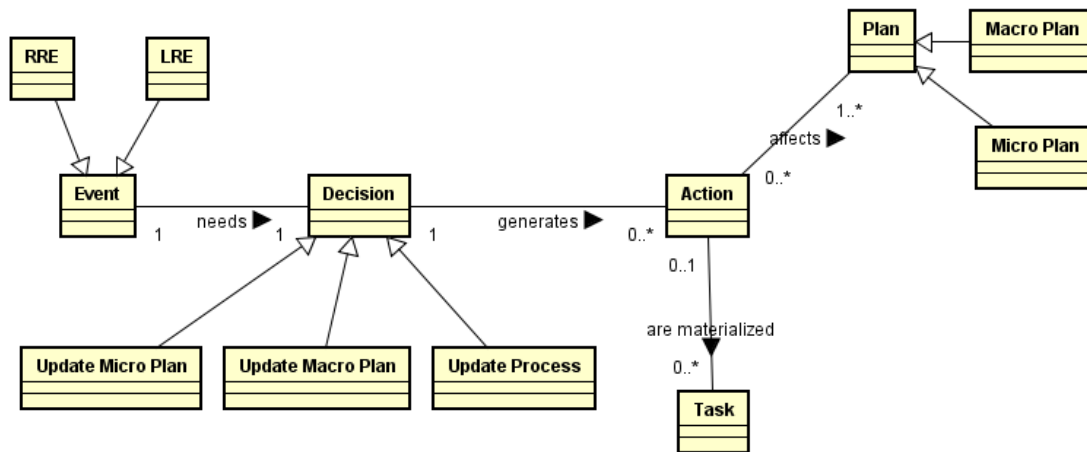 Plan
Macro Plan
RRE
LRE
1..*
affects
Micro Plan
0..*
Event
Decision
Action
needs
generates
1
1
1
0..*
0..1
are materialized
Update Micro Plan
Update Macro Plan
Update Process
0..*
Task